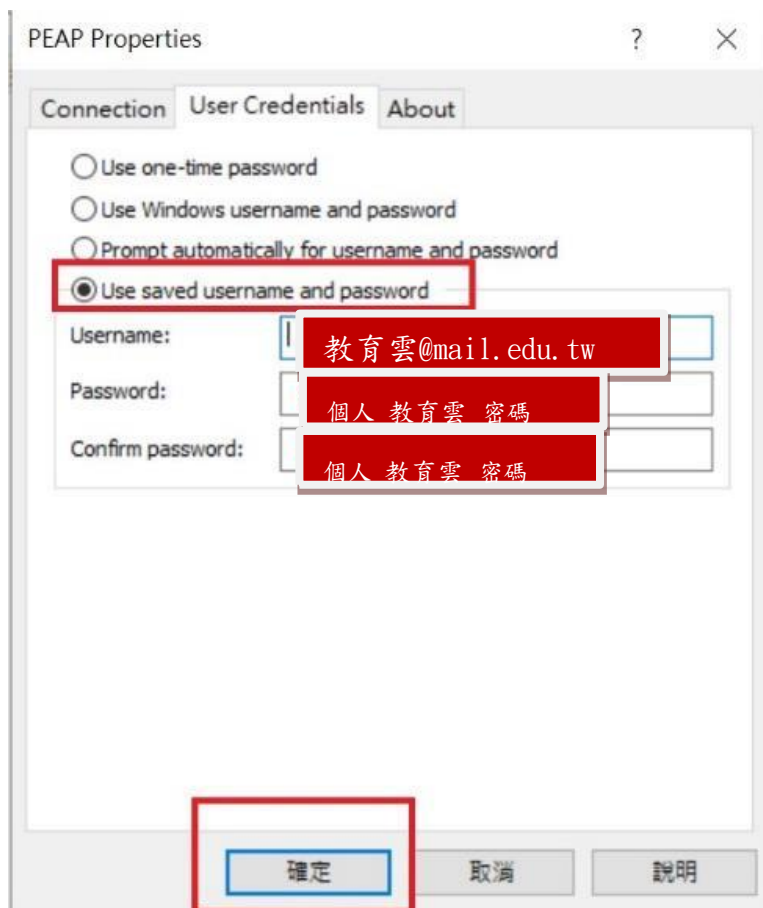 PEAP Properties
?
Connection User Credentials About
Use one-time password
Use Windows username and password
Prompt automatically for username and password
Use saved username and password
Username: 教育雲@mail.edu.tw
Password: 個人 教育雲 密碼
Confirm password: 個人 教育雲 密碼
確定 取消 說明